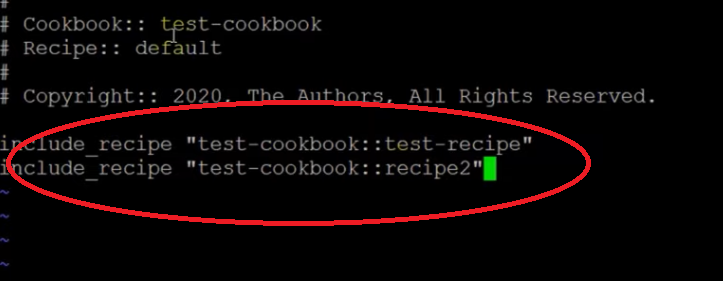 #
# Cookbook:: test-cookbook
# Recipe:: default
#
# Copyright:: 2020, The Authors, All Rights Reserved.
include_recipe "test-cookbook::test-recipe"
include_recipe "test-cookbook::recipe2"
~
~
~
~